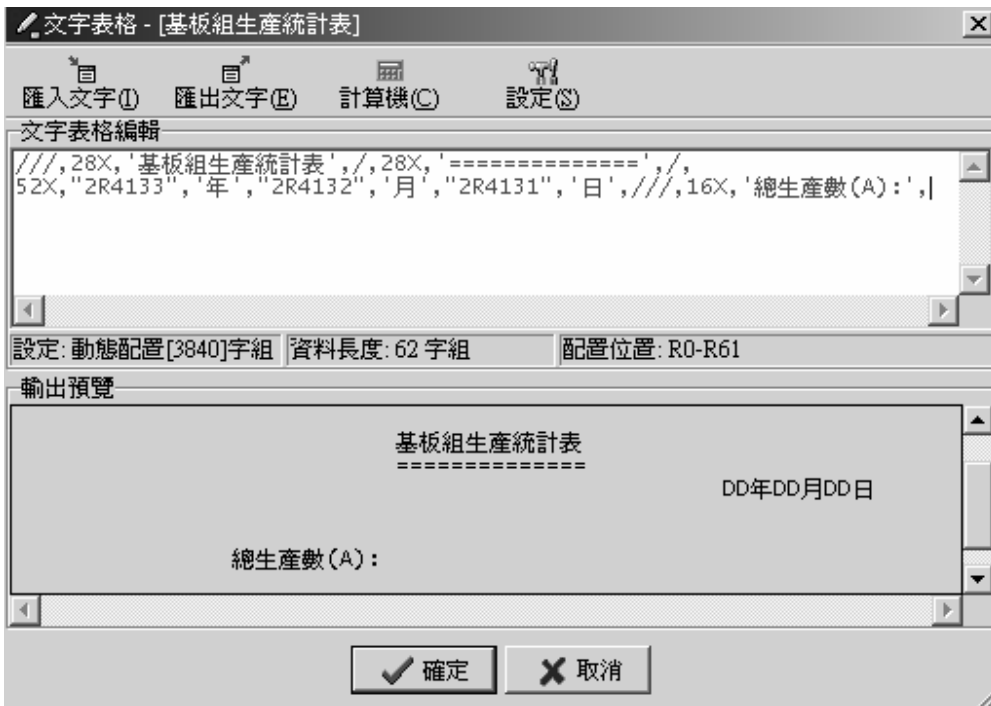 文字表格 - [基板組生產統計表]
匯入文字(I) 匯出文字(E) 計算機(C) 設定(S)
文字表格編輯
///,28X,'基板組生產統計表',/,28X,'==============',/,
52X,"2R4133",'年',"2R4132",'月',"2R4131",'日',///,16X,'總生產數(A):',
設定: 動態配置[3840]字組 資料長度: 62 字組 配置位置: R0-R61
輸出預覽
基板組生產統計表
==============
DD年DD月DD日
總生產數(A):
確定 取消